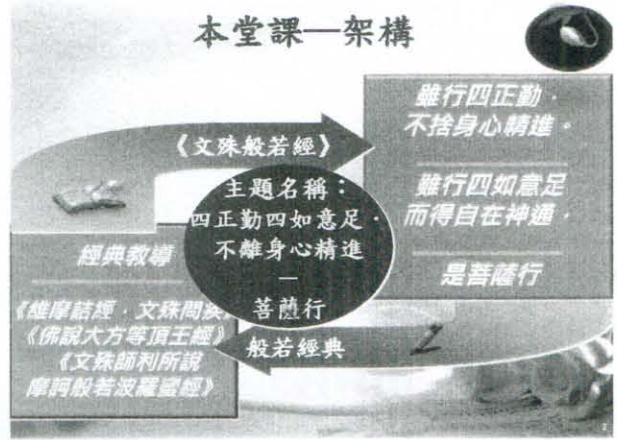 本堂課—架構
《文殊般若經》
雖行四正勤，
不捨身心精進。
雖行四如意足
而得自在神通，
是菩薩行
主題名稱：
四正勤四如意足，
不離身心精進
—
菩薩行
經典教導
《維摩詰經．文殊問疾》
《佛說大方等頂王經》
《文殊師利所說
摩訶般若波羅蜜經》
般若經典
2